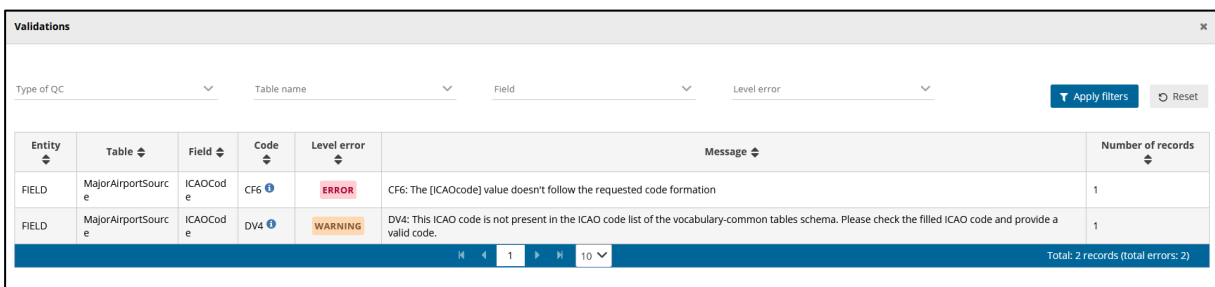 Validations ×
Type of QC Table name Field Level error Apply filters Reset
Entity Table Field Code Level error Message Number of records
FIELD MajorAirportSourc
e ICAOCod
e CF6 ERROR CF6: The [ICAOcode] value doesn't follow the requested code formation 1
FIELD MajorAirportSourc
e ICAOCod
e DV4 WARNING DV4: This ICAO code is not present in the ICAO code list of the vocabulary-common tables schema. Please check the filled ICAO code and provide a
valid code. 1
1 10 Total: 2 records (total errors: 2)